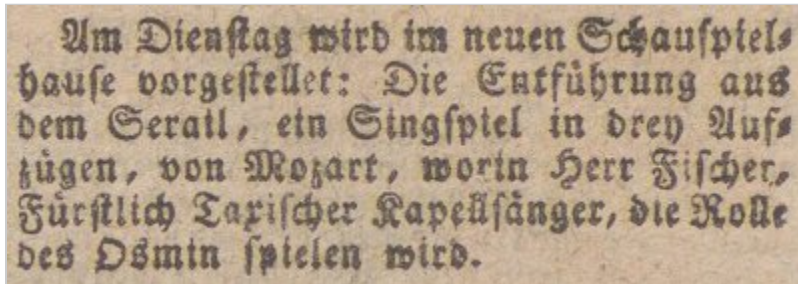 Am Dienſtag wird im neuen Schauſpiel⸗
hauſe vorgeſtellet: Die Entführung aus
dem Serail, ein Singſpiel in drey Auf⸗
zügen, von Mozart, worin Herr Fiſcher,
Fürſtlich Taxiſcher Kapellſänger, die Rolle
des Osmin ſpielen wird.